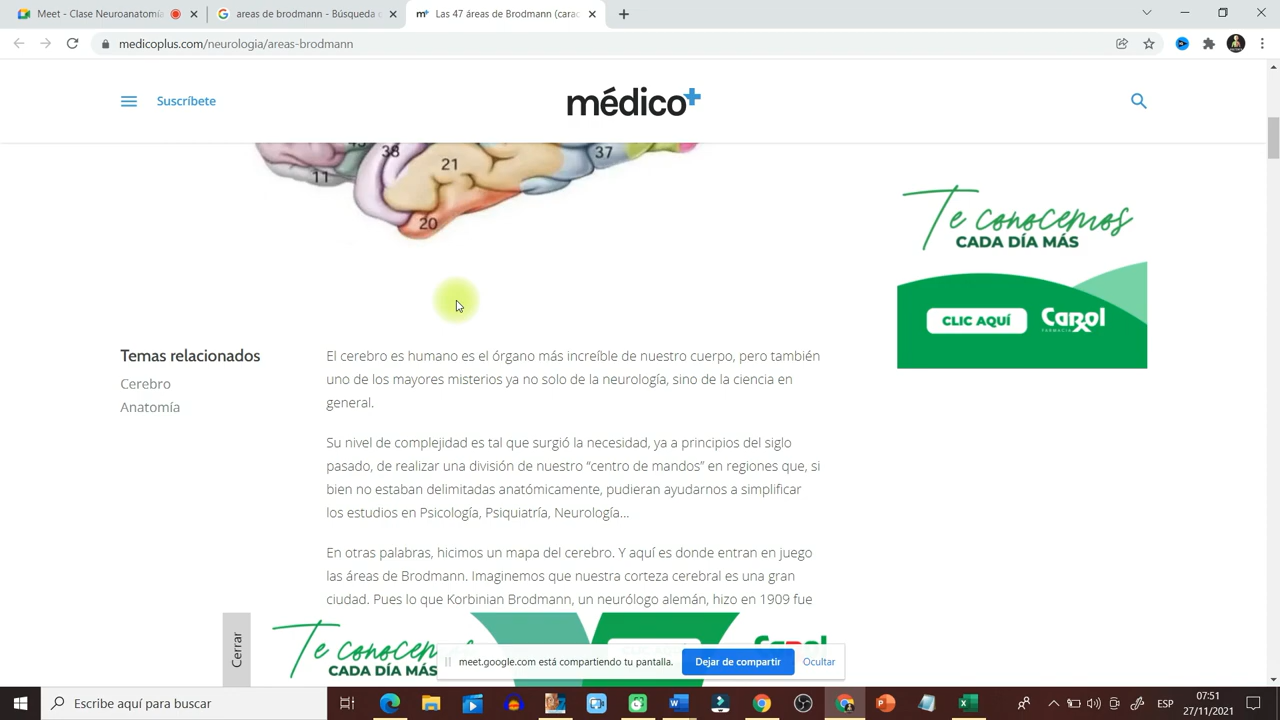 Meet - Clase Neuroanatomía
areas de brodmann - Búsqueda
Las 47 áreas de Brodmann (carac
medicoplus.com/neurologia/areas-brodmann
Suscríbete
médico+
38
37
21
11
20
Te conocemos
CADA DÍA MÁS
CLIC AQUÍ
Carol
FARMACIA
Temas relacionados
Cerebro
Anatomía
El cerebro es humano es el órgano más increíble de nuestro cuerpo, pero también
uno de los mayores misterios ya no solo de la neurología, sino de la ciencia en
general.
Su nivel de complejidad es tal que surgió la necesidad, ya a principios del siglo
pasado, de realizar una división de nuestro “centro de mandos” en regiones que, si
bien no estaban delimitadas anatómicamente, pudieran ayudarnos a simplificar
los estudios en Psicología, Psiquiatría, Neurología...
En otras palabras, hicimos un mapa del cerebro. Y aquí es donde entran en juego
las áreas de Brodmann. Imaginemos que nuestra corteza cerebral es una gran
ciudad. Pues lo que Korbinian Brodmann, un neurólogo alemán, hizo en 1909 fue
Cerrar
Te conocemos
CADA DÍA MÁS
meet.google.com está compartiendo tu pantalla.
Dejar de compartir
Ocultar
Escribe aquí para buscar
ESP
07:51
27/11/2021